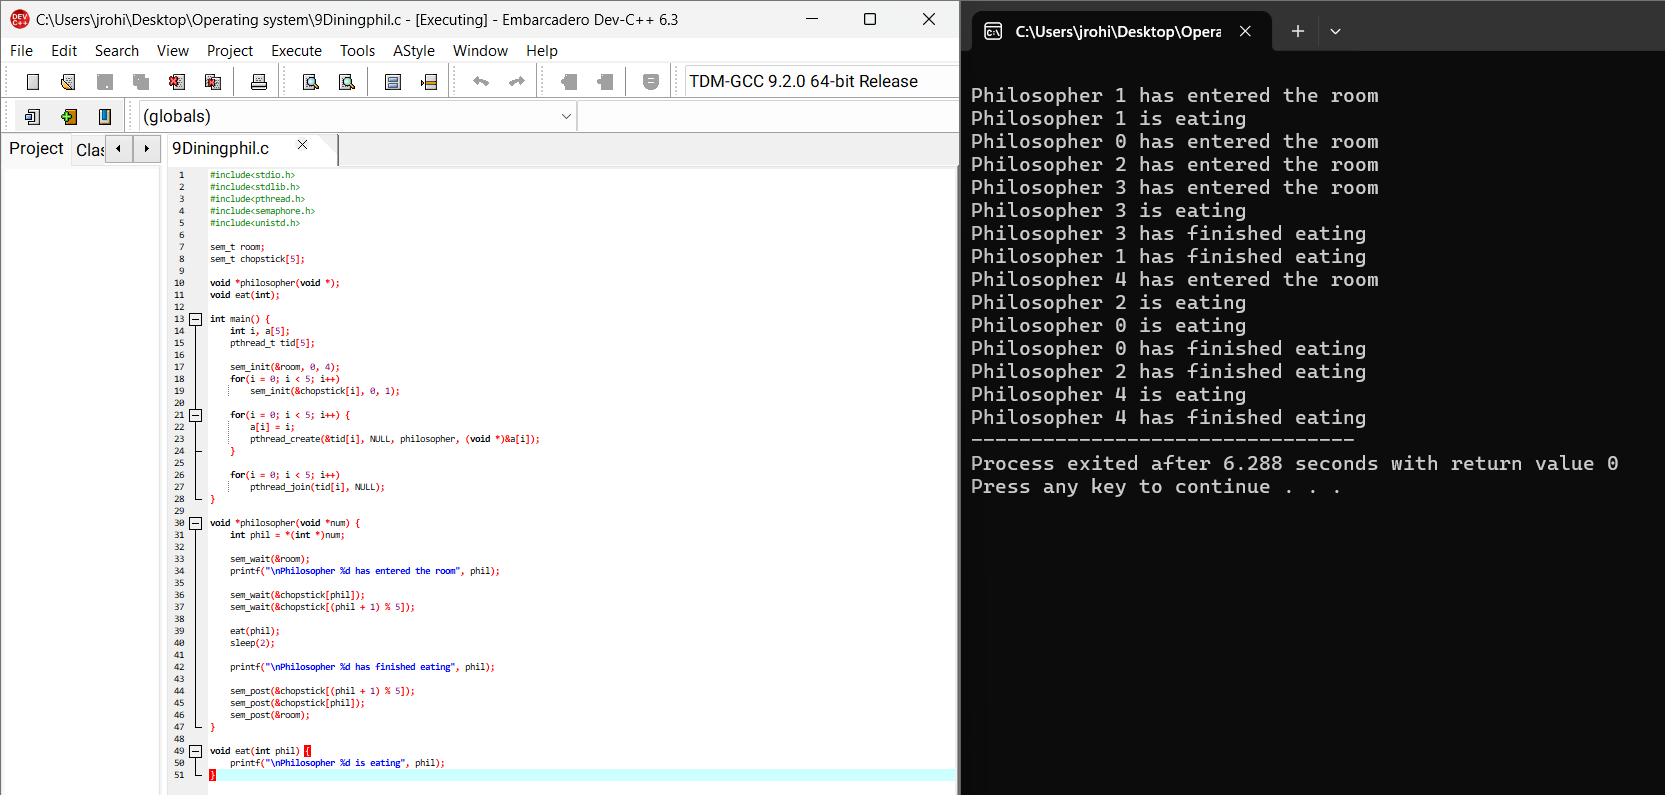 C:\Users\jrohi\Desktop\Operating system\9Diningphil.c - [Executing] - Embarcadero Dev-C++ 6.3
File Edit Search View Project Execute Tools AStyle Window Help
TDM-GCC 9.2.0 64-bit Release
(globals)
Project Clas
9Diningphil.c
1 #include<stdio.h>
2 #include<stdlib.h>
3 #include<pthread.h>
4 #include<semaphore.h>
5 #include<unistd.h>
6
7 sem_t room;
8 sem_t chopstick[5];
9
10 void *philosopher(void *);
11 void eat(int);
12
13 int main() {
14 int i, a[5];
15 pthread_t tid[5];
16
17 sem_init(&room, 0, 4);
18 for(i = 0; i < 5; i++)
19 sem_init(&chopstick[i], 0, 1);
20
21 for(i = 0; i < 5; i++) {
22 a[i] = i;
23 pthread_create(&tid[i], NULL, philosopher, (void *)&a[i]);
24 }
25
26 for(i = 0; i < 5; i++)
27 pthread_join(tid[i], NULL);
28 }
29
30 void *philosopher(void *num) {
31 int phil = *(int *)num;
32
33 sem_wait(&room);
34 printf("\nPhilosopher %d has entered the room", phil);
35
36 sem_wait(&chopstick[phil]);
37 sem_wait(&chopstick[(phil + 1) % 5]);
38
39 eat(phil);
40 sleep(2);
41
42 printf("\nPhilosopher %d has finished eating", phil);
43
44 sem_post(&chopstick[(phil + 1) % 5]);
45 sem_post(&chopstick[phil]);
46 sem_post(&room);
47 }
48
49 void eat(int phil) {
50 printf("\nPhilosopher %d is eating", phil);
51 }
C:\Users\jrohi\Desktop\Opera
Philosopher 1 has entered the room
Philosopher 1 is eating
Philosopher 0 has entered the room
Philosopher 2 has entered the room
Philosopher 3 has entered the room
Philosopher 3 is eating
Philosopher 3 has finished eating
Philosopher 1 has finished eating
Philosopher 4 has entered the room
Philosopher 2 is eating
Philosopher 0 is eating
Philosopher 0 has finished eating
Philosopher 2 has finished eating
Philosopher 4 is eating
Philosopher 4 has finished eating
--------------------------------
Process exited after 6.288 seconds with return value 0
Press any key to continue . . .